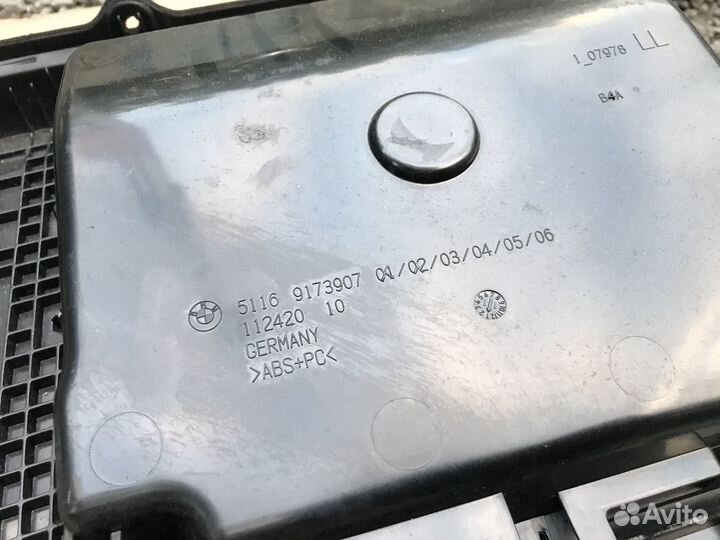 1_07978 LL
B4A
5116 9173907 01/02/03/04/05/06
112420 10
GERMANY
>ABS+PC<
Avito